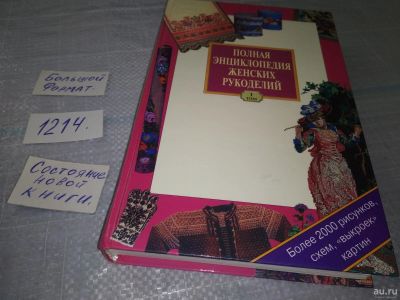 Большой
формат
1214.
Состояние
новой
книги.
ПОЛНАЯ
ЭНЦИКЛОПЕДИЯ
ЖЕНСКИХ
РУКОДЕЛИЙ
Более 2000 рисунков,
схем, «выкроек»
картин
au.ru